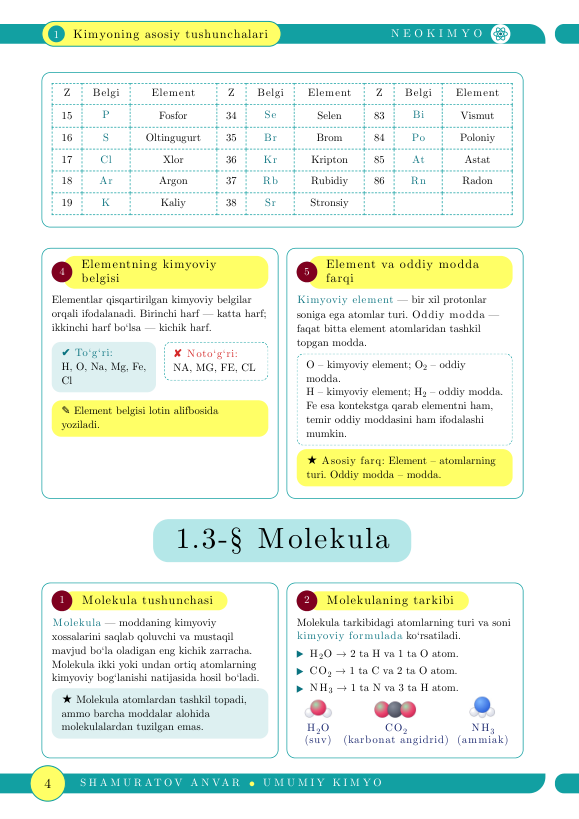 1 Kimyoning asosiy tushunchalari
NEOKIMYO
Z Belgi Element Z Belgi Element Z Belgi Element
15 P Fosfor 34 Se Selen 83 Bi Vismut
16 S Oltingugurt 35 Br Brom 84 Po Poloniy
17 Cl Xlor 36 Kr Kripton 85 At Astat
18 Ar Argon 37 Rb Rubidiy 86 Rn Radon
19 K Kaliy 38 Sr Stronsiy
4 Elementning kimyoviy
belgisi
Elementlar qisqartirilgan kimyoviy belgilar
orqali ifodalanadi. Birinchi harf — katta harf;
ikkinchi harf bo‘lsa — kichik harf.
✔ To‘g‘ri:
H, O, Na, Mg, Fe,
Cl
✘ Noto‘g‘ri:
NA, MG, FE, CL
✎ Element belgisi lotin alifbosida
yoziladi.
5 Element va oddiy modda
farqi
Kimyoviy element — bir xil protonlar
soniga ega atomlar turi. Oddiy modda —
faqat bitta element atomlaridan tashkil
topgan modda.
O – kimyoviy element; O₂ – oddiy
modda.
H – kimyoviy element; H₂ – oddiy modda.
Fe esa kontekstga qarab elementni ham,
temir oddiy moddasini ham ifodalashi
mumkin.
★ Asosiy farq: Element – atomlarning
turi. Oddiy modda – modda.
1.3-§ Molekula
1 Molekula tushunchasi
Molekula — moddaning kimyoviy
xossalarini saqlab qoluvchi va mustaqil
mavjud bo‘la oladigan eng kichik zarracha.
Molekula ikki yoki undan ortiq atomlarning
kimyoviy bog‘lanishi natijasida hosil bo‘ladi.
★ Molekula atomlardan tashkil topadi,
ammo barcha moddalar alohida
molekulalardan tuzilgan emas.
2 Molekulaning tarkibi
Molekula tarkibidagi atomlarning turi va soni
kimyoviy formulada ko‘rsatiladi.
▶ H₂O → 2 ta H va 1 ta O atom.
▶ CO₂ → 1 ta C va 2 ta O atom.
▶ NH₃ → 1 ta N va 3 ta H atom.
H₂O CO₂ NH₃
(suv) (karbonat angidrid) (ammiak)
4 SHAMURATOV ANVAR ● UMUMIY KIMYO